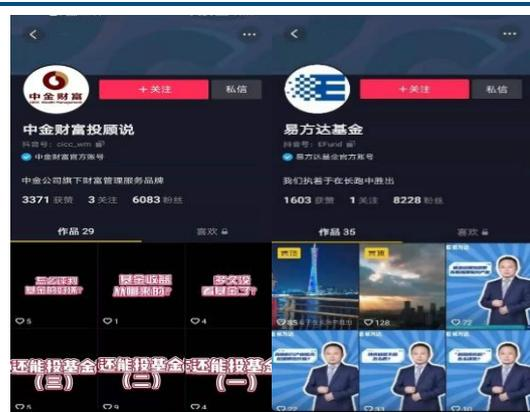 中金财富
+关注
私信
中金财富投顾说
抖音号: cicc_wm
中金财富官方账号
中金公司旗下财富管理服务品牌
3371 获赞 3 关注 6083 粉丝
作品 29
喜欢
怎么评判
基金的好坏?
5
基金收益
从哪来的?
1
多久没
看基金了?
4
还能投基金
(三)
5
还能投基金
(二)
9
还能投基金
(一)
4
+关注
私信
易方达基金
抖音号: EFund
易方达基金官方账号
我们执着于在长跑中胜出
1603 获赞 1 关注 8228 粉丝
作品 35
喜欢
置顶
85
置顶
128
72
22
33
10